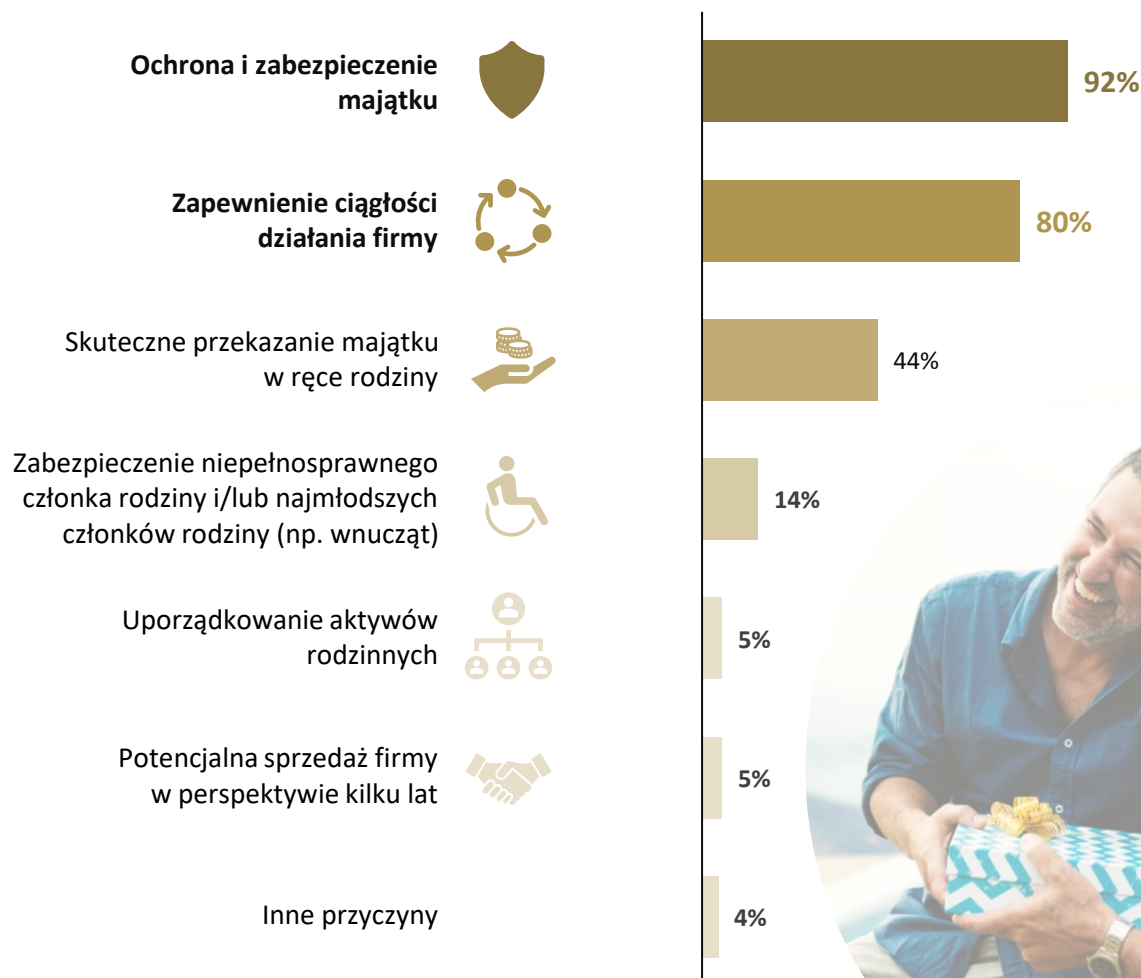 Ochrona i zabezpieczenie
majątku
92%
Zapewnienie ciągłości
działania firmy
80%
Skuteczne przekazanie majątku
w ręce rodziny
44%
Zabezpieczenie niepełnosprawnego
członka rodziny i/lub najmłodszych
członków rodziny (np. wnucząt)
14%
Uporządkowanie aktywów
rodzinnych
5%
Potencjalna sprzedaż firmy
w perspektywie kilku lat
5%
Inne przyczyny
4%